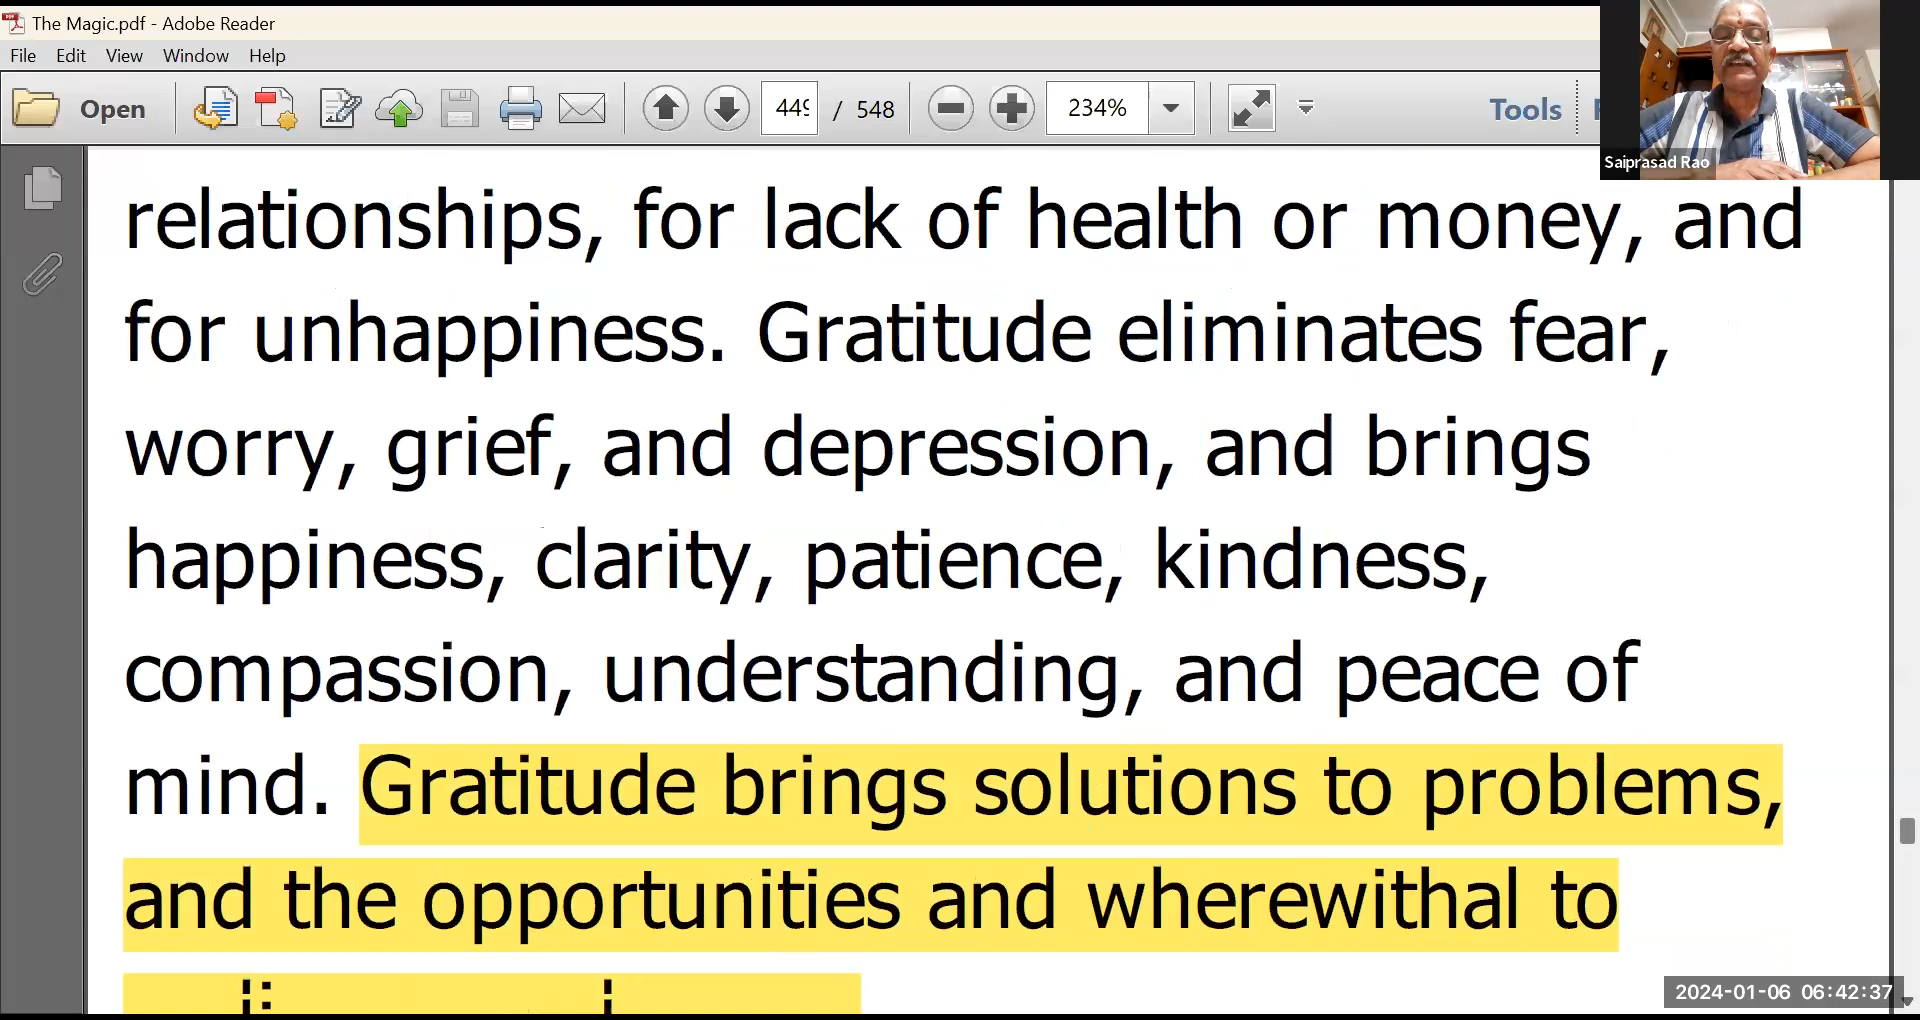 The Magic.pdf - Adobe Reader
File Edit View Window Help
Open 449 / 548 234% Tools
Saiprasad Rao
relationships, for lack of health or money, and
for unhappiness. Gratitude eliminates fear,
worry, grief, and depression, and brings
happiness, clarity, patience, kindness,
compassion, understanding, and peace of
mind. Gratitude brings solutions to problems,
and the opportunities and wherewithal to
2024-01-06 06:42:37